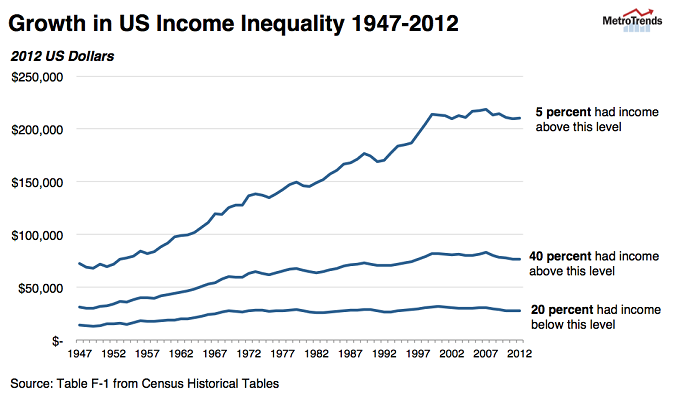 Growth in US Income Inequality 1947-2012
MetroTrends
2012 US Dollars
$250,000
$200,000
$150,000
$100,000
$50,000
$-
5 percent had income
above this level
40 percent had income
above this level
20 percent had income
below this level
1947 1952 1957 1962 1967 1972 1977 1982 1987 1992 1997 2002 2007 2012
Source: Table F-1 from Census Historical Tables